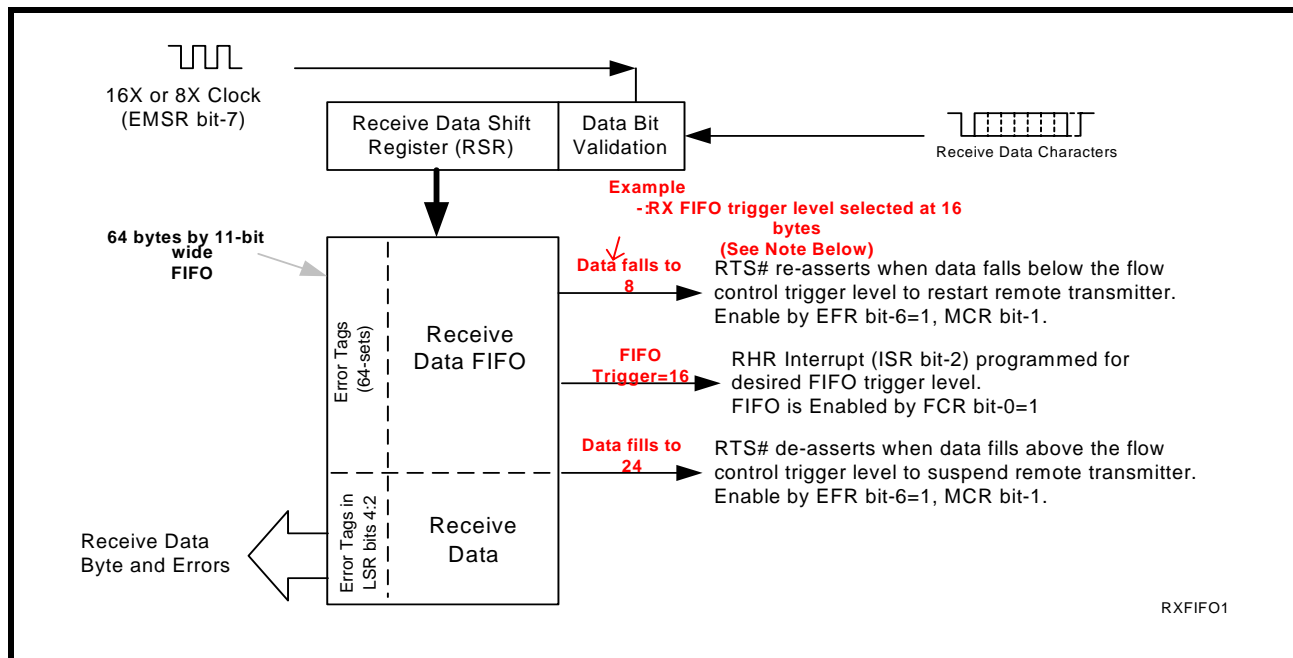 16X or 8X Clock
(EMSR bit-7)
Receive Data Shift
Register (RSR)
Data Bit
Validation
Receive Data Characters
Example
-:RX FIFO trigger level selected at 16
bytes
(See Note Below)
64 bytes by 11-bit
wide
FIFO
Error Tags
(64-sets)
Receive
Data FIFO
Data falls to
8
RTS# re-asserts when data falls below the flow
control trigger level to restart remote transmitter.
Enable by EFR bit-6=1, MCR bit-1.
FIFO
Trigger=16
RHR Interrupt (ISR bit-2) programmed for
desired FIFO trigger level.
FIFO is Enabled by FCR bit-0=1
Data fills to
24
RTS# de-asserts when data fills above the flow
control trigger level to suspend remote transmitter.
Enable by EFR bit-6=1, MCR bit-1.
Error Tags in
LSR bits 4:2
Receive
Data
Receive Data
Byte and Errors
RXFIFO1